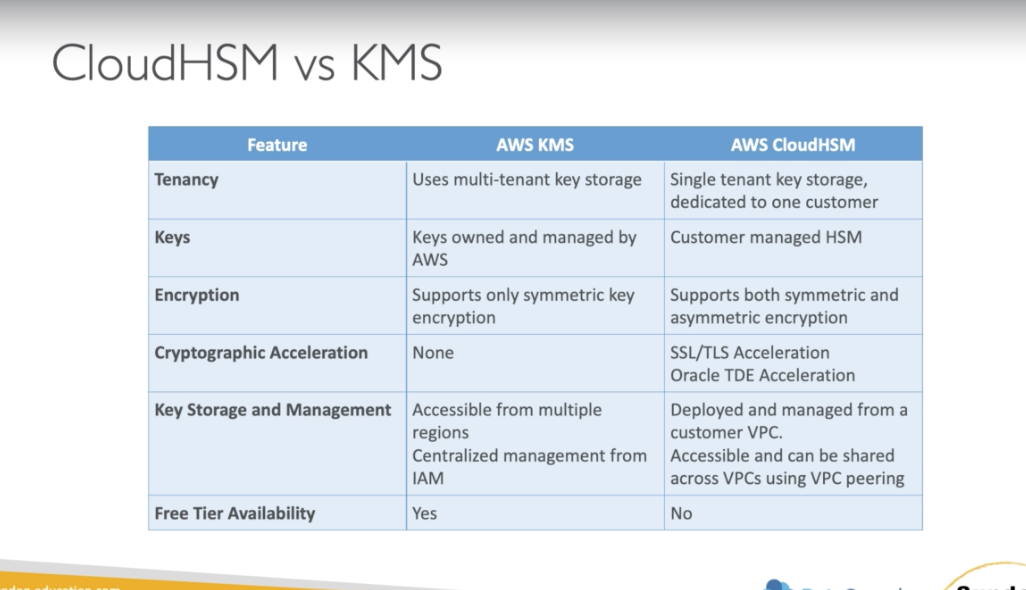 CloudHSM vs KMS
Feature
AWS KMS
AWS CloudHSM
Tenancy
Uses multi-tenant key storage
Single tenant key storage,
dedicated to one customer
Keys
Keys owned and managed by
AWS
Customer managed HSM
Encryption
Supports only symmetric key
encryption
Supports both symmetric and
asymmetric encryption
Cryptographic Acceleration
None
SSL/TLS Acceleration
Oracle TDE Acceleration
Key Storage and Management
Accessible from multiple
regions
Centralized management from
IAM
Deployed and managed from a
customer VPC.
Accessible and can be shared
across VPCs using VPC peering
Free Tier Availability
Yes
No